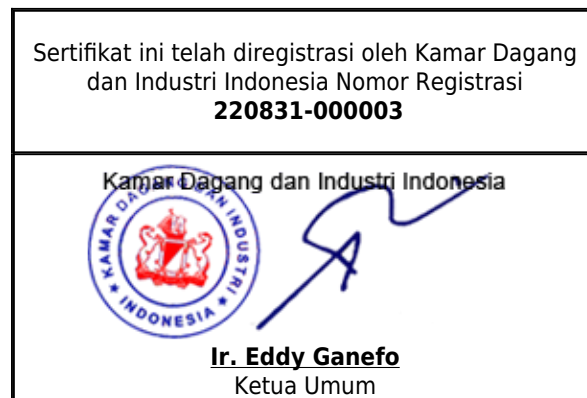 Sertifikat ini telah diregistrasi oleh Kamar Dagang
dan Industri Indonesia Nomor Registrasi
220831-000003
Kamar Dagang dan Industri Indonesia
KAMAR DAGANG DAN INDUSTRI
INDONESIA
Ir. Eddy Ganefo
Ketua Umum